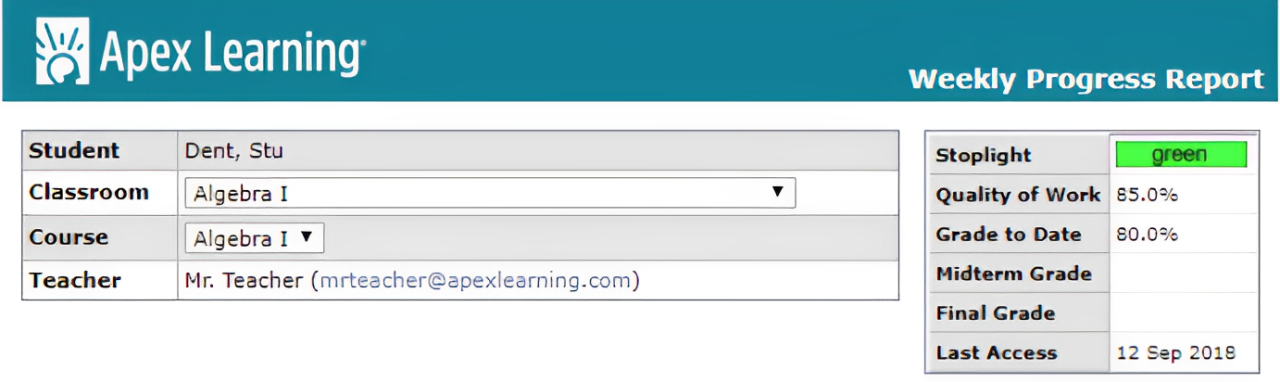 Apex Learning
Weekly Progress Report
Student Dent, Stu
Classroom Algebra I
Course Algebra I
Teacher Mr. Teacher (mrteacher@apexlearning.com)
Stoplight green
Quality of Work 85.0%
Grade to Date 80.0%
Midterm Grade
Final Grade
Last Access 12 Sep 2018